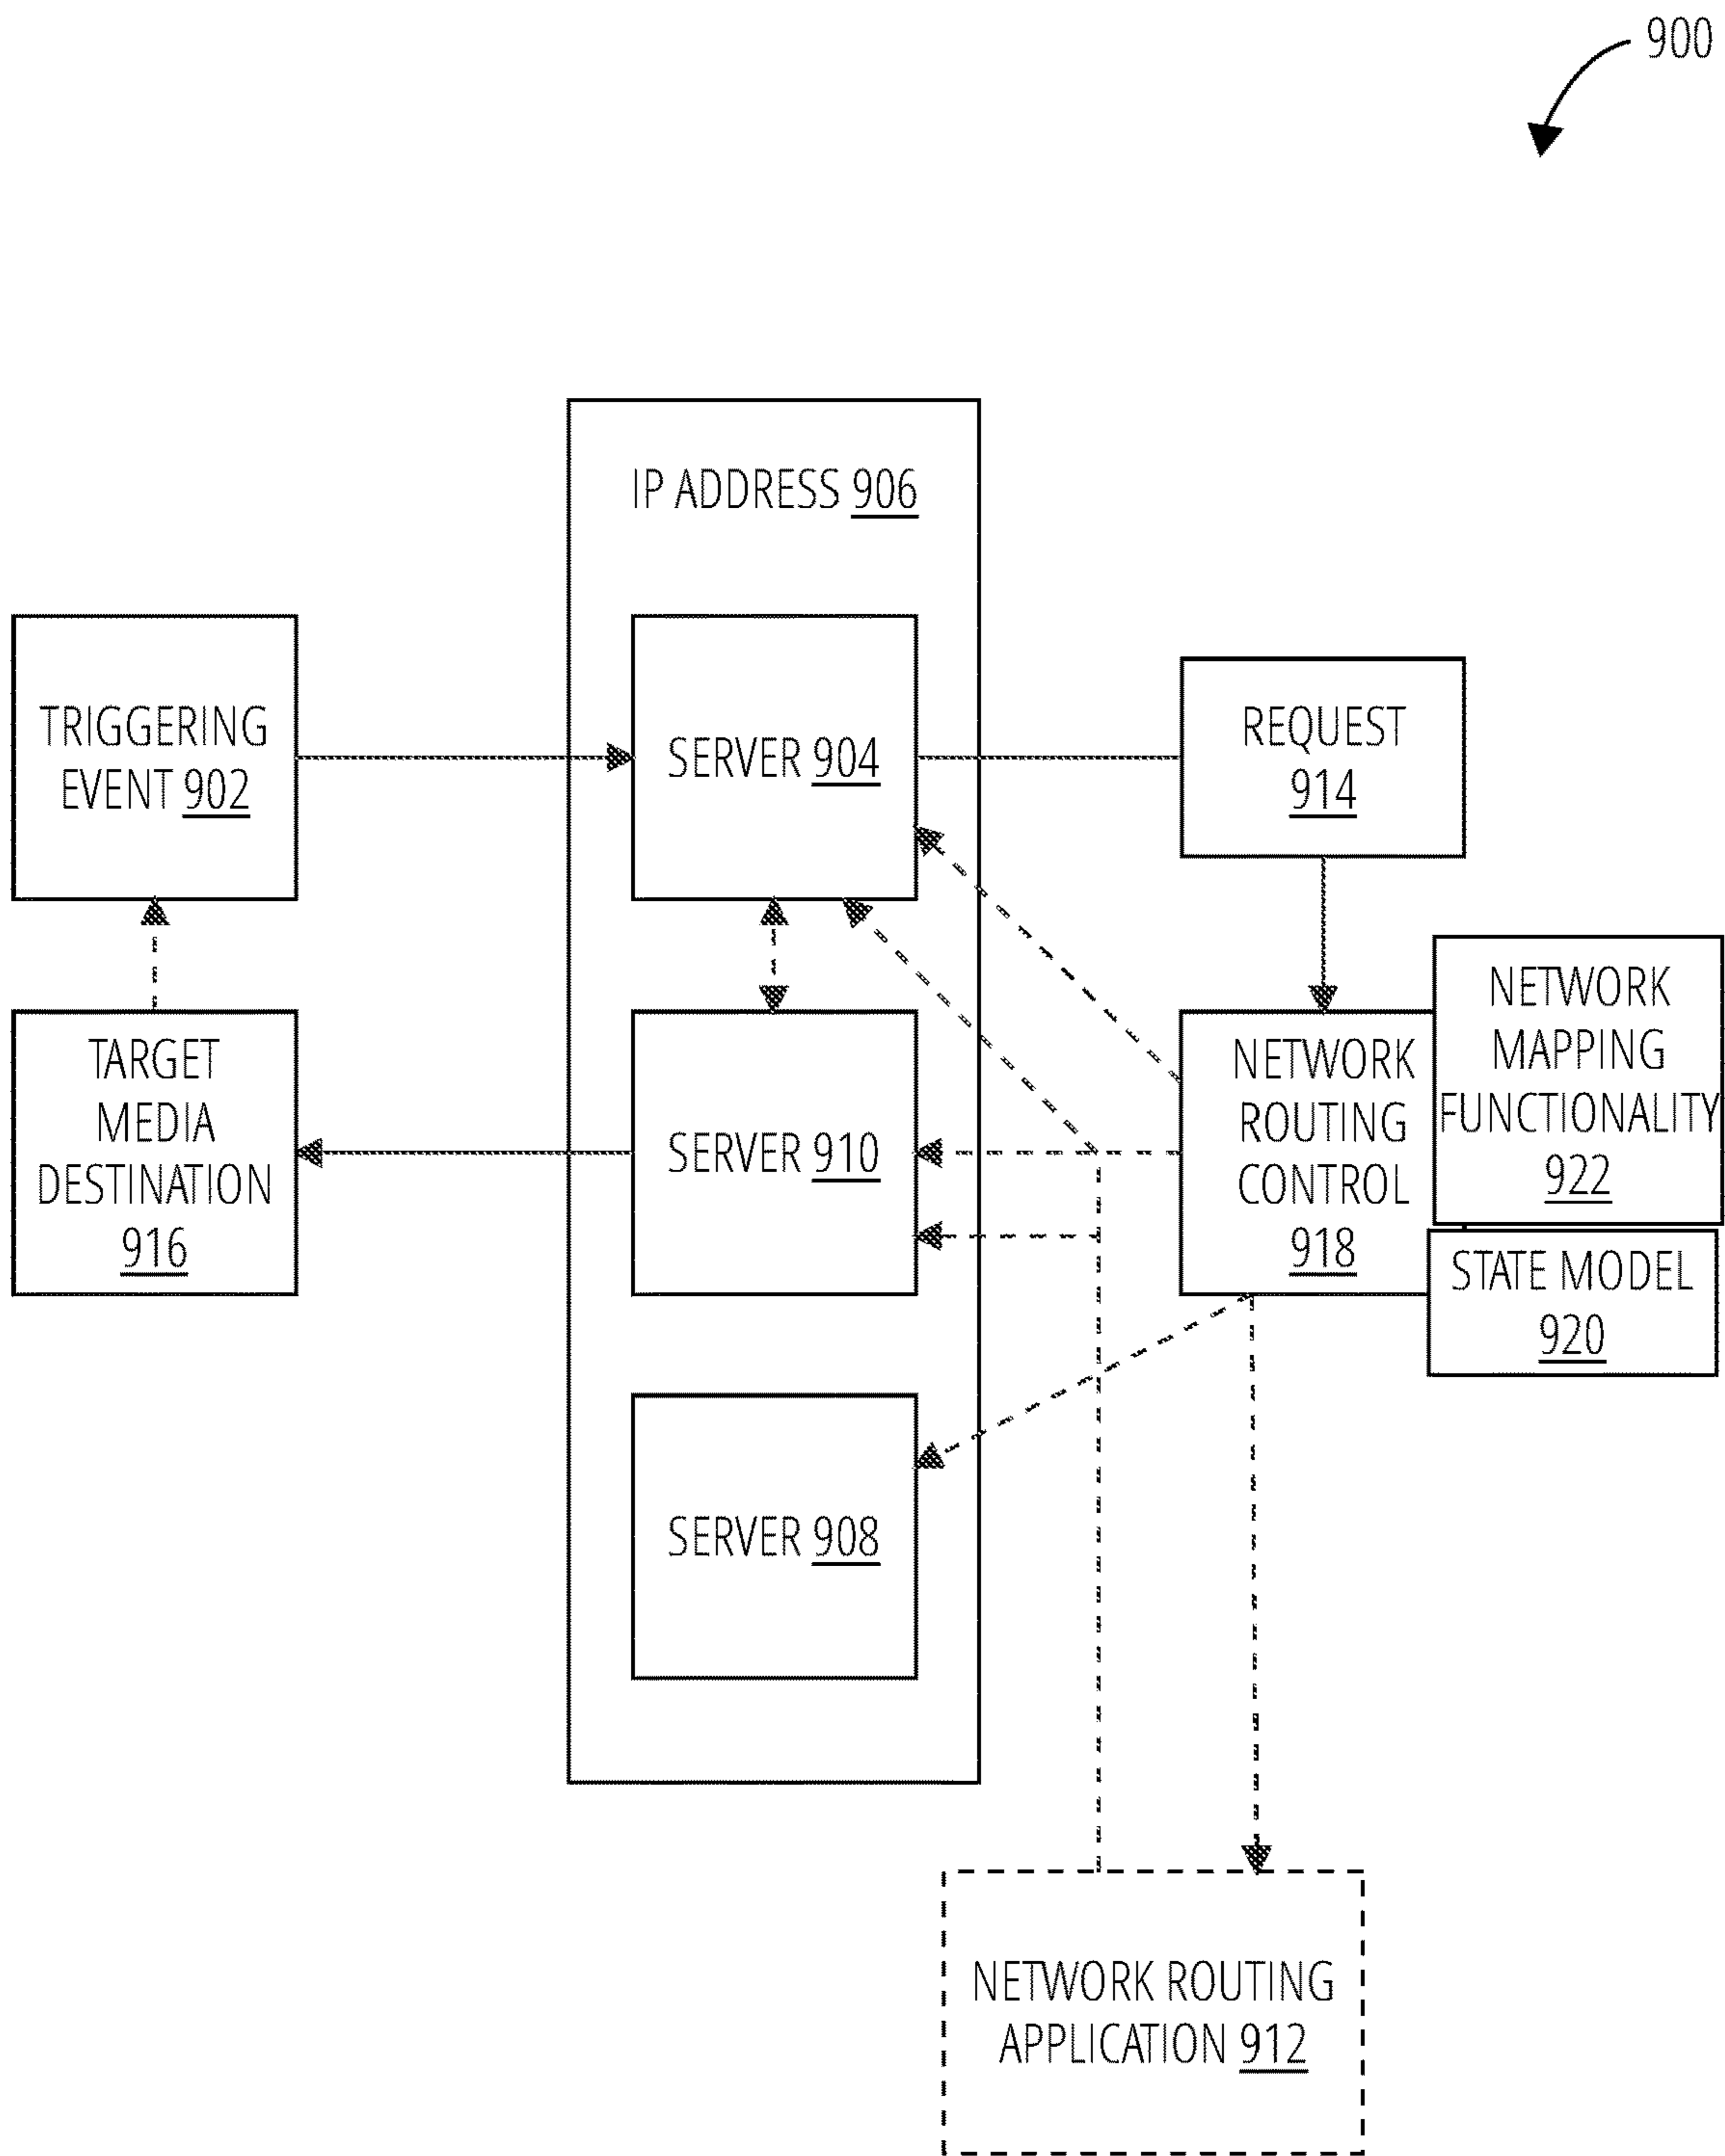 900
IP ADDRESS 906
TRIGGERING
EVENT 902
SERVER 904
REQUEST
914
TARGET
MEDIA
DESTINATION
916
SERVER 910
NETWORK
ROUTING
CONTROL
918
NETWORK
MAPPING
FUNCTIONALITY
922
STATE MODEL
920
SERVER 908
NETWORK ROUTING
APPLICATION 912